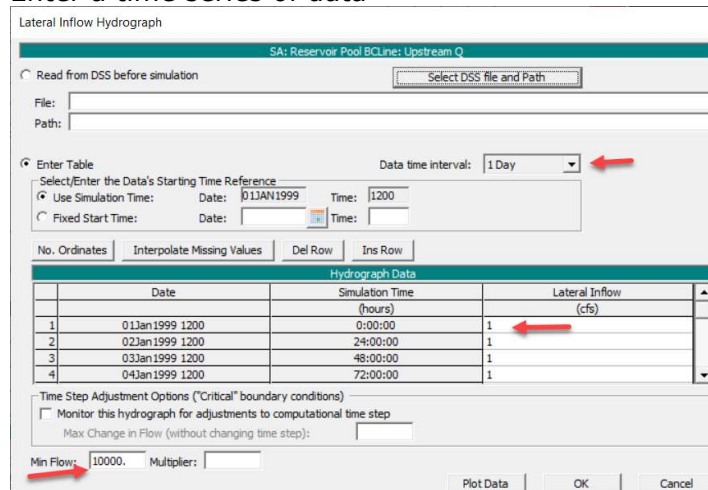 Enter a time series of data
Lateral Inflow Hydrograph
SA: Reservoir Pool BCLine: Upstream Q
Read from DSS before simulation Select DSS file and Path
File:
Path:
Enter Table Data time interval: 1 Day
Select/Enter the Data's Starting Time Reference
Use Simulation Time: Date: 01JAN1999 Time: 1200
Fixed Start Time: Date: Time:
No. Ordinates Interpolate Missing Values Del Row Ins Row
Hydrograph Data
Date Simulation Time Lateral Inflow
(hours) (cfs)
1 01Jan1999 1200 0:00:00 1
2 02Jan1999 1200 24:00:00 1
3 03Jan1999 1200 48:00:00 1
4 04Jan1999 1200 72:00:00 1
Time Step Adjustment Options ("Critical" boundary conditions)
Monitor this hydrograph for adjustments to computational time step
Max Change in Flow (without changing time step):
Min Flow: 10000. Multiplier:
Plot Data OK Cancel